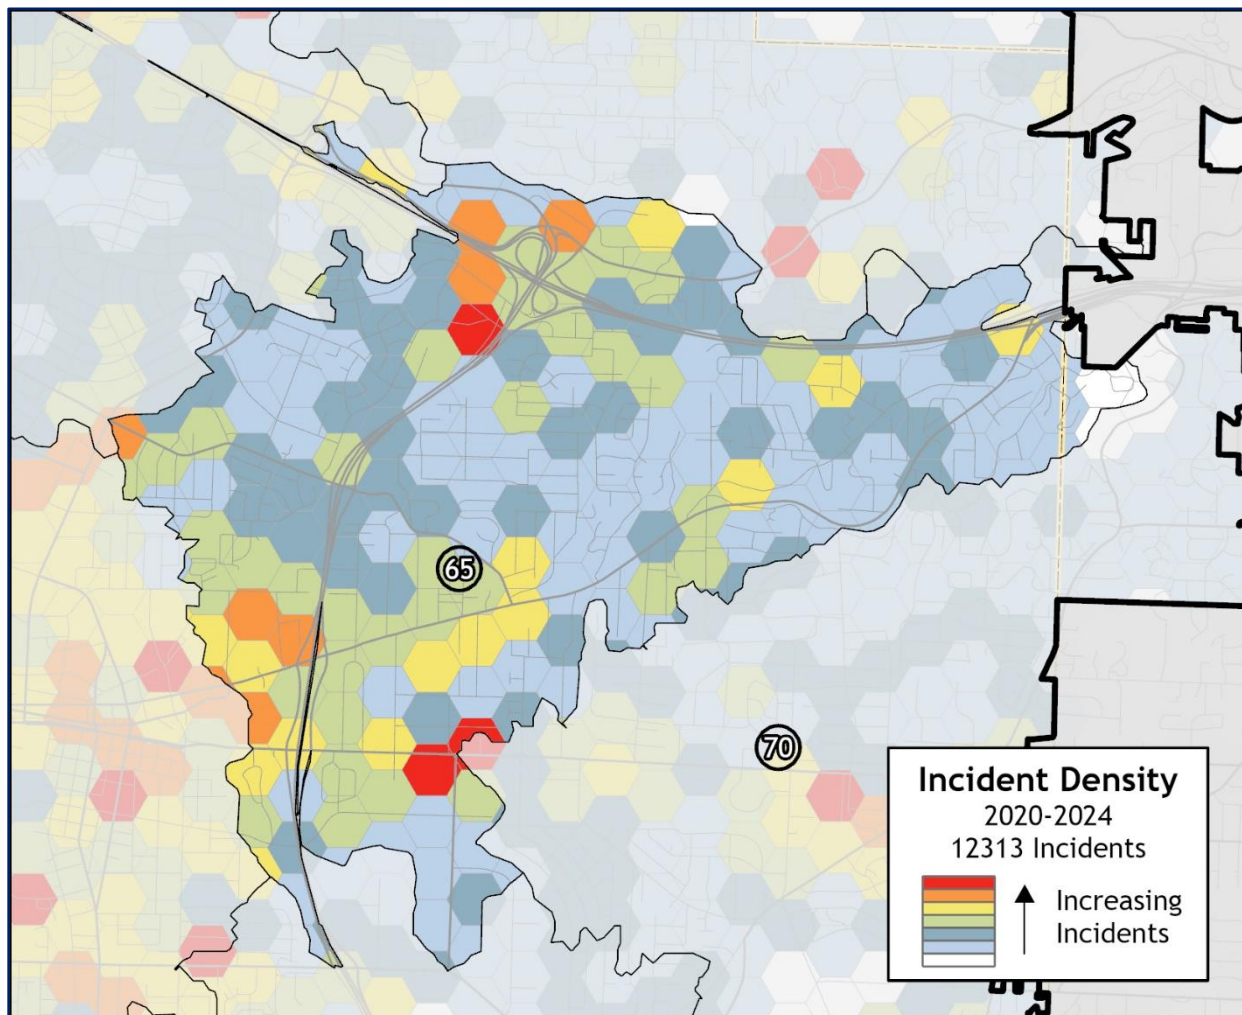 65
70
Incident Density
2020-2024
12313 Incidents
Increasing
Incidents